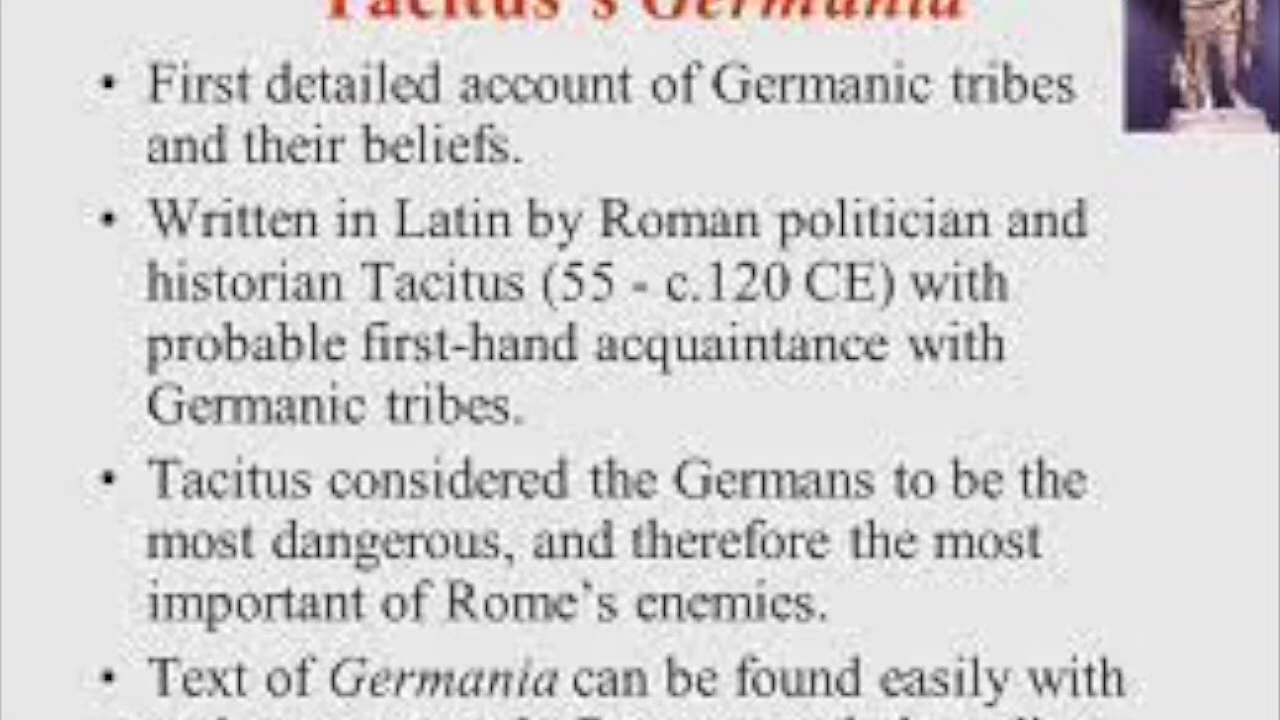 Tacitus's Germania
• First detailed account of Germanic tribes
and their beliefs.
• Written in Latin by Roman politician and
historian Tacitus (55 - c.120 CE) with
probable first-hand acquaintance with
Germanic tribes.
• Tacitus considered the Germans to be the
most dangerous, and therefore the most
important of Rome's enemies.
• Text of Germania can be found easily with